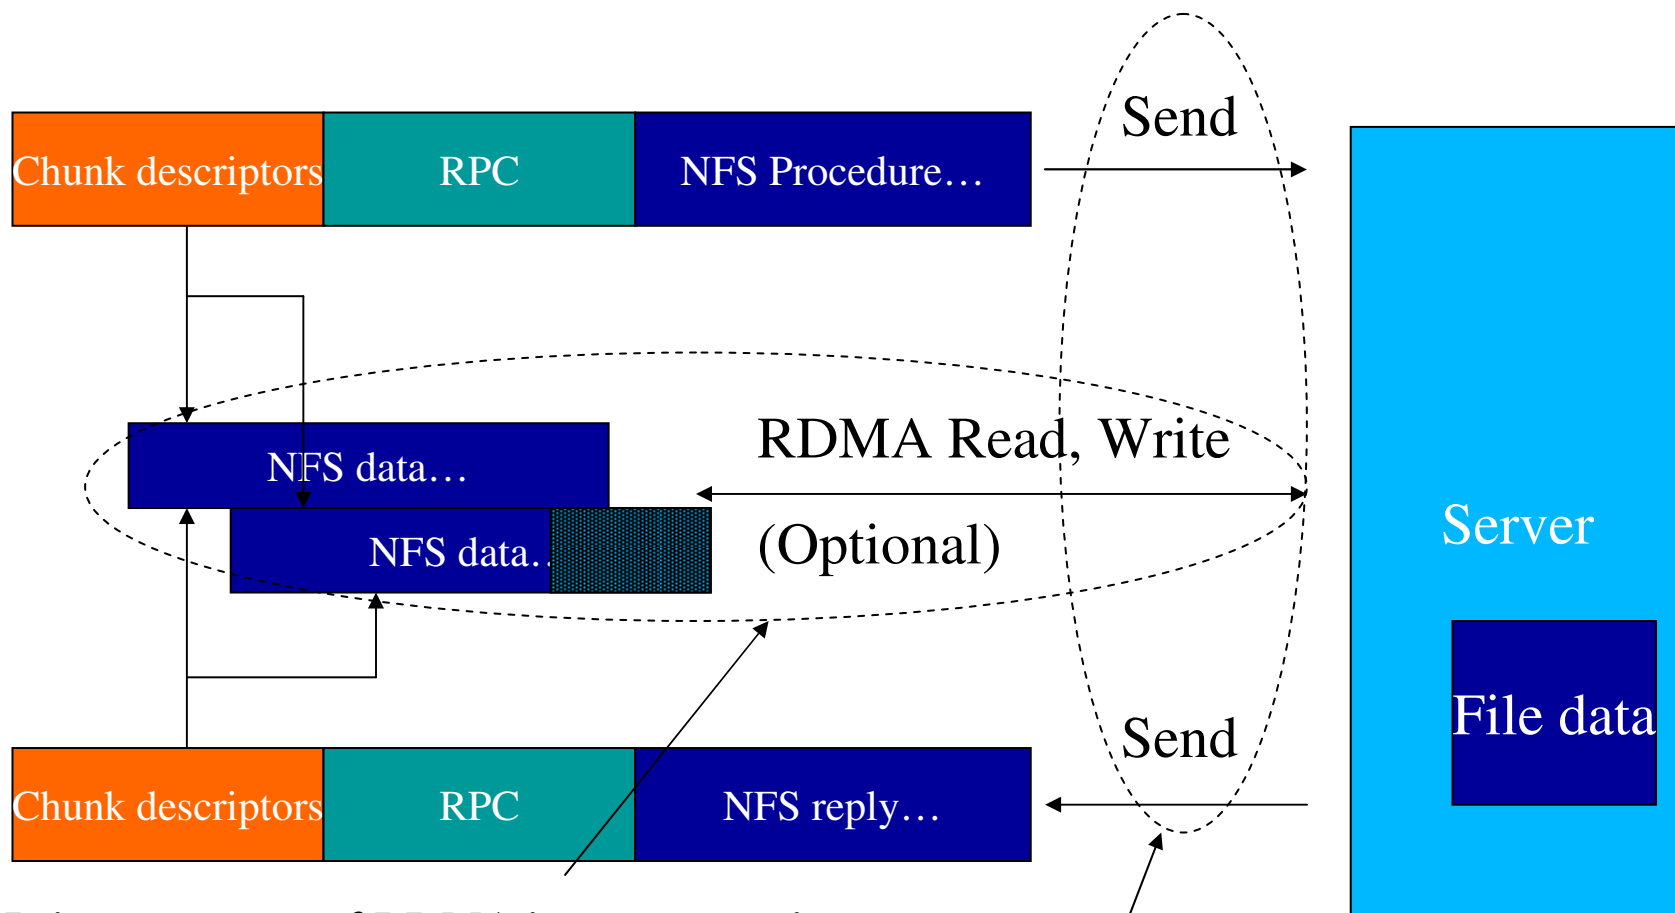 Send
Chunk descriptors
RPC
NFS Procedure…
RDMA Read, Write
NFS data…
Server
(Optional)
NFS data.
File data
Send
Chunk descriptors
RPC
NFS reply…